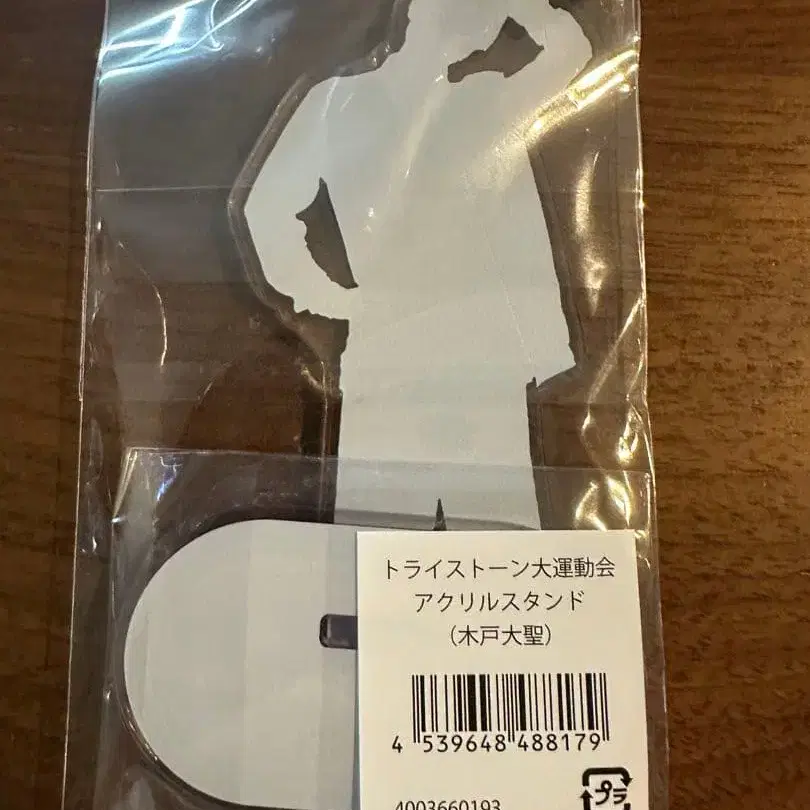 トライストーン大運動会
アクリルスタンド
（木戸大聖）
4 539648 488179
4003660193
プラ